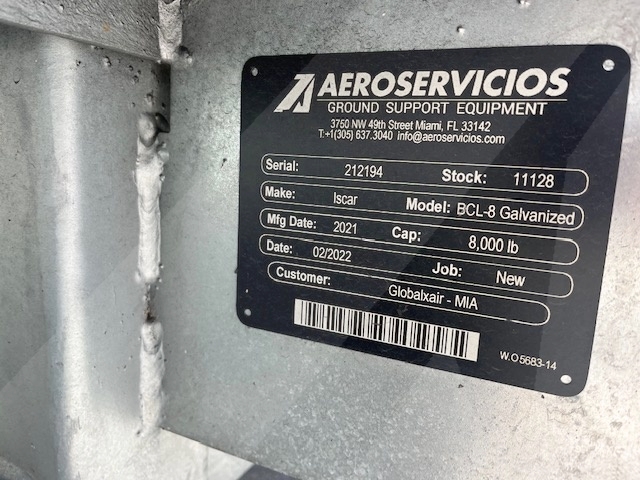 AEROSERVICIOS
GROUND SUPPORT EQUIPMENT
3750 NW 49th Street Miami, FL 33142
T:+1(305) 637.3040 info@aeroservicios.com
Serial: 212194 Stock: 11128
Make: Iscar Model: BCL-8 Galvanized
Mfg Date: 2021 Cap: 8,000 lb
Date: 02/2022 Job: New
Customer: Globalxair - MIA
W.O 5683-14